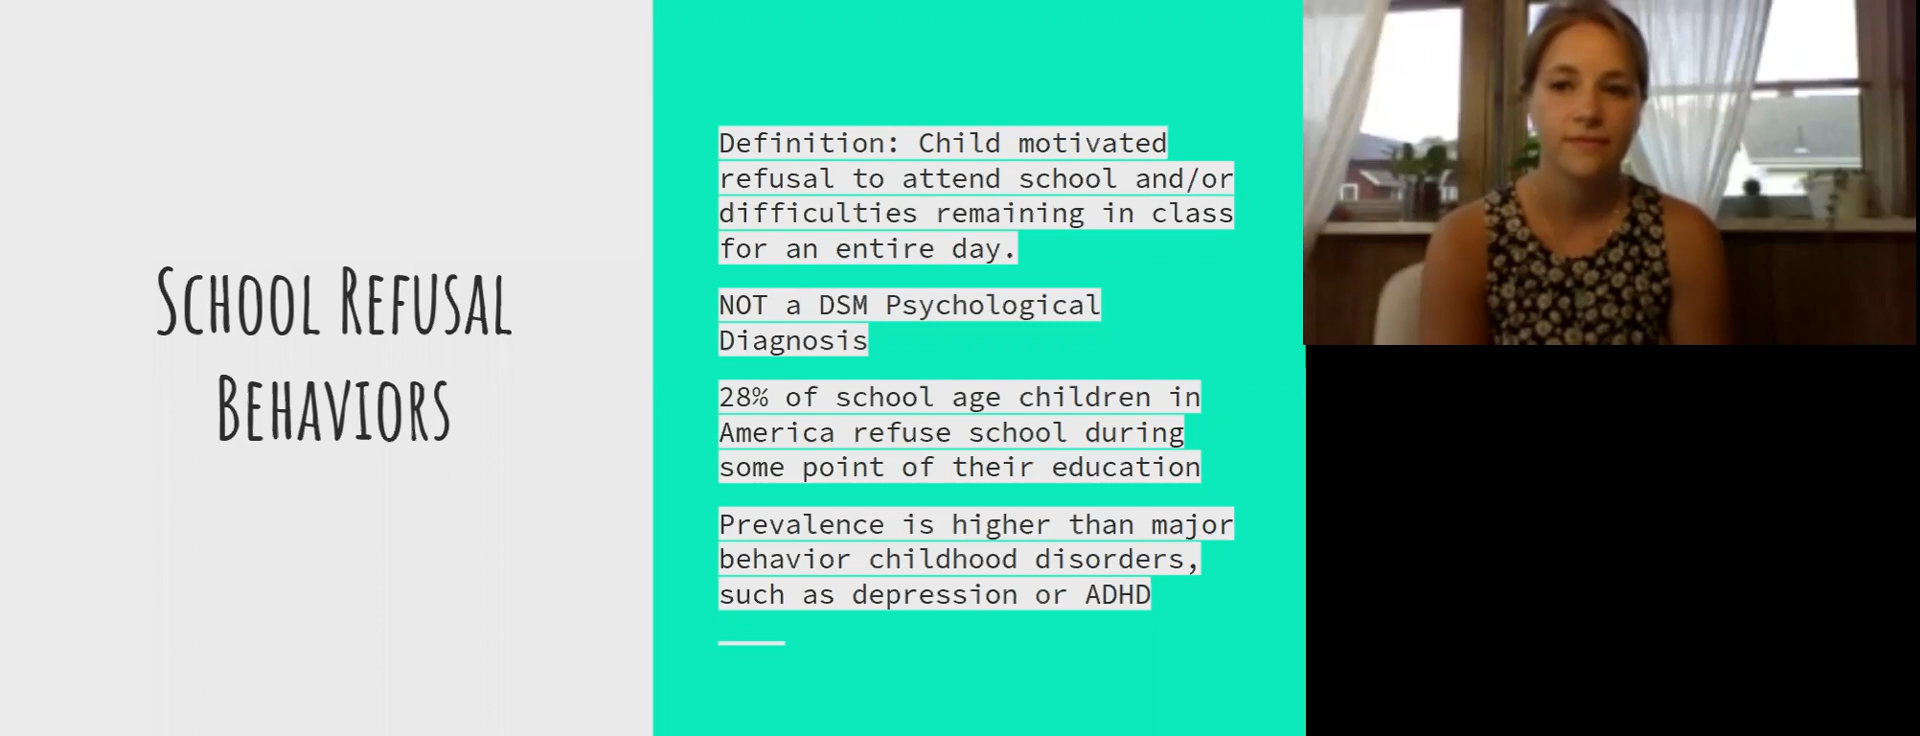 School Refusal
Behaviors
Definition: Child motivated
refusal to attend school and/or
difficulties remaining in class
for an entire day.
NOT a DSM Psychological
Diagnosis
28% of school age children in
America refuse school during
some point of their education
Prevalence is higher than major
behavior childhood disorders,
such as depression or ADHD